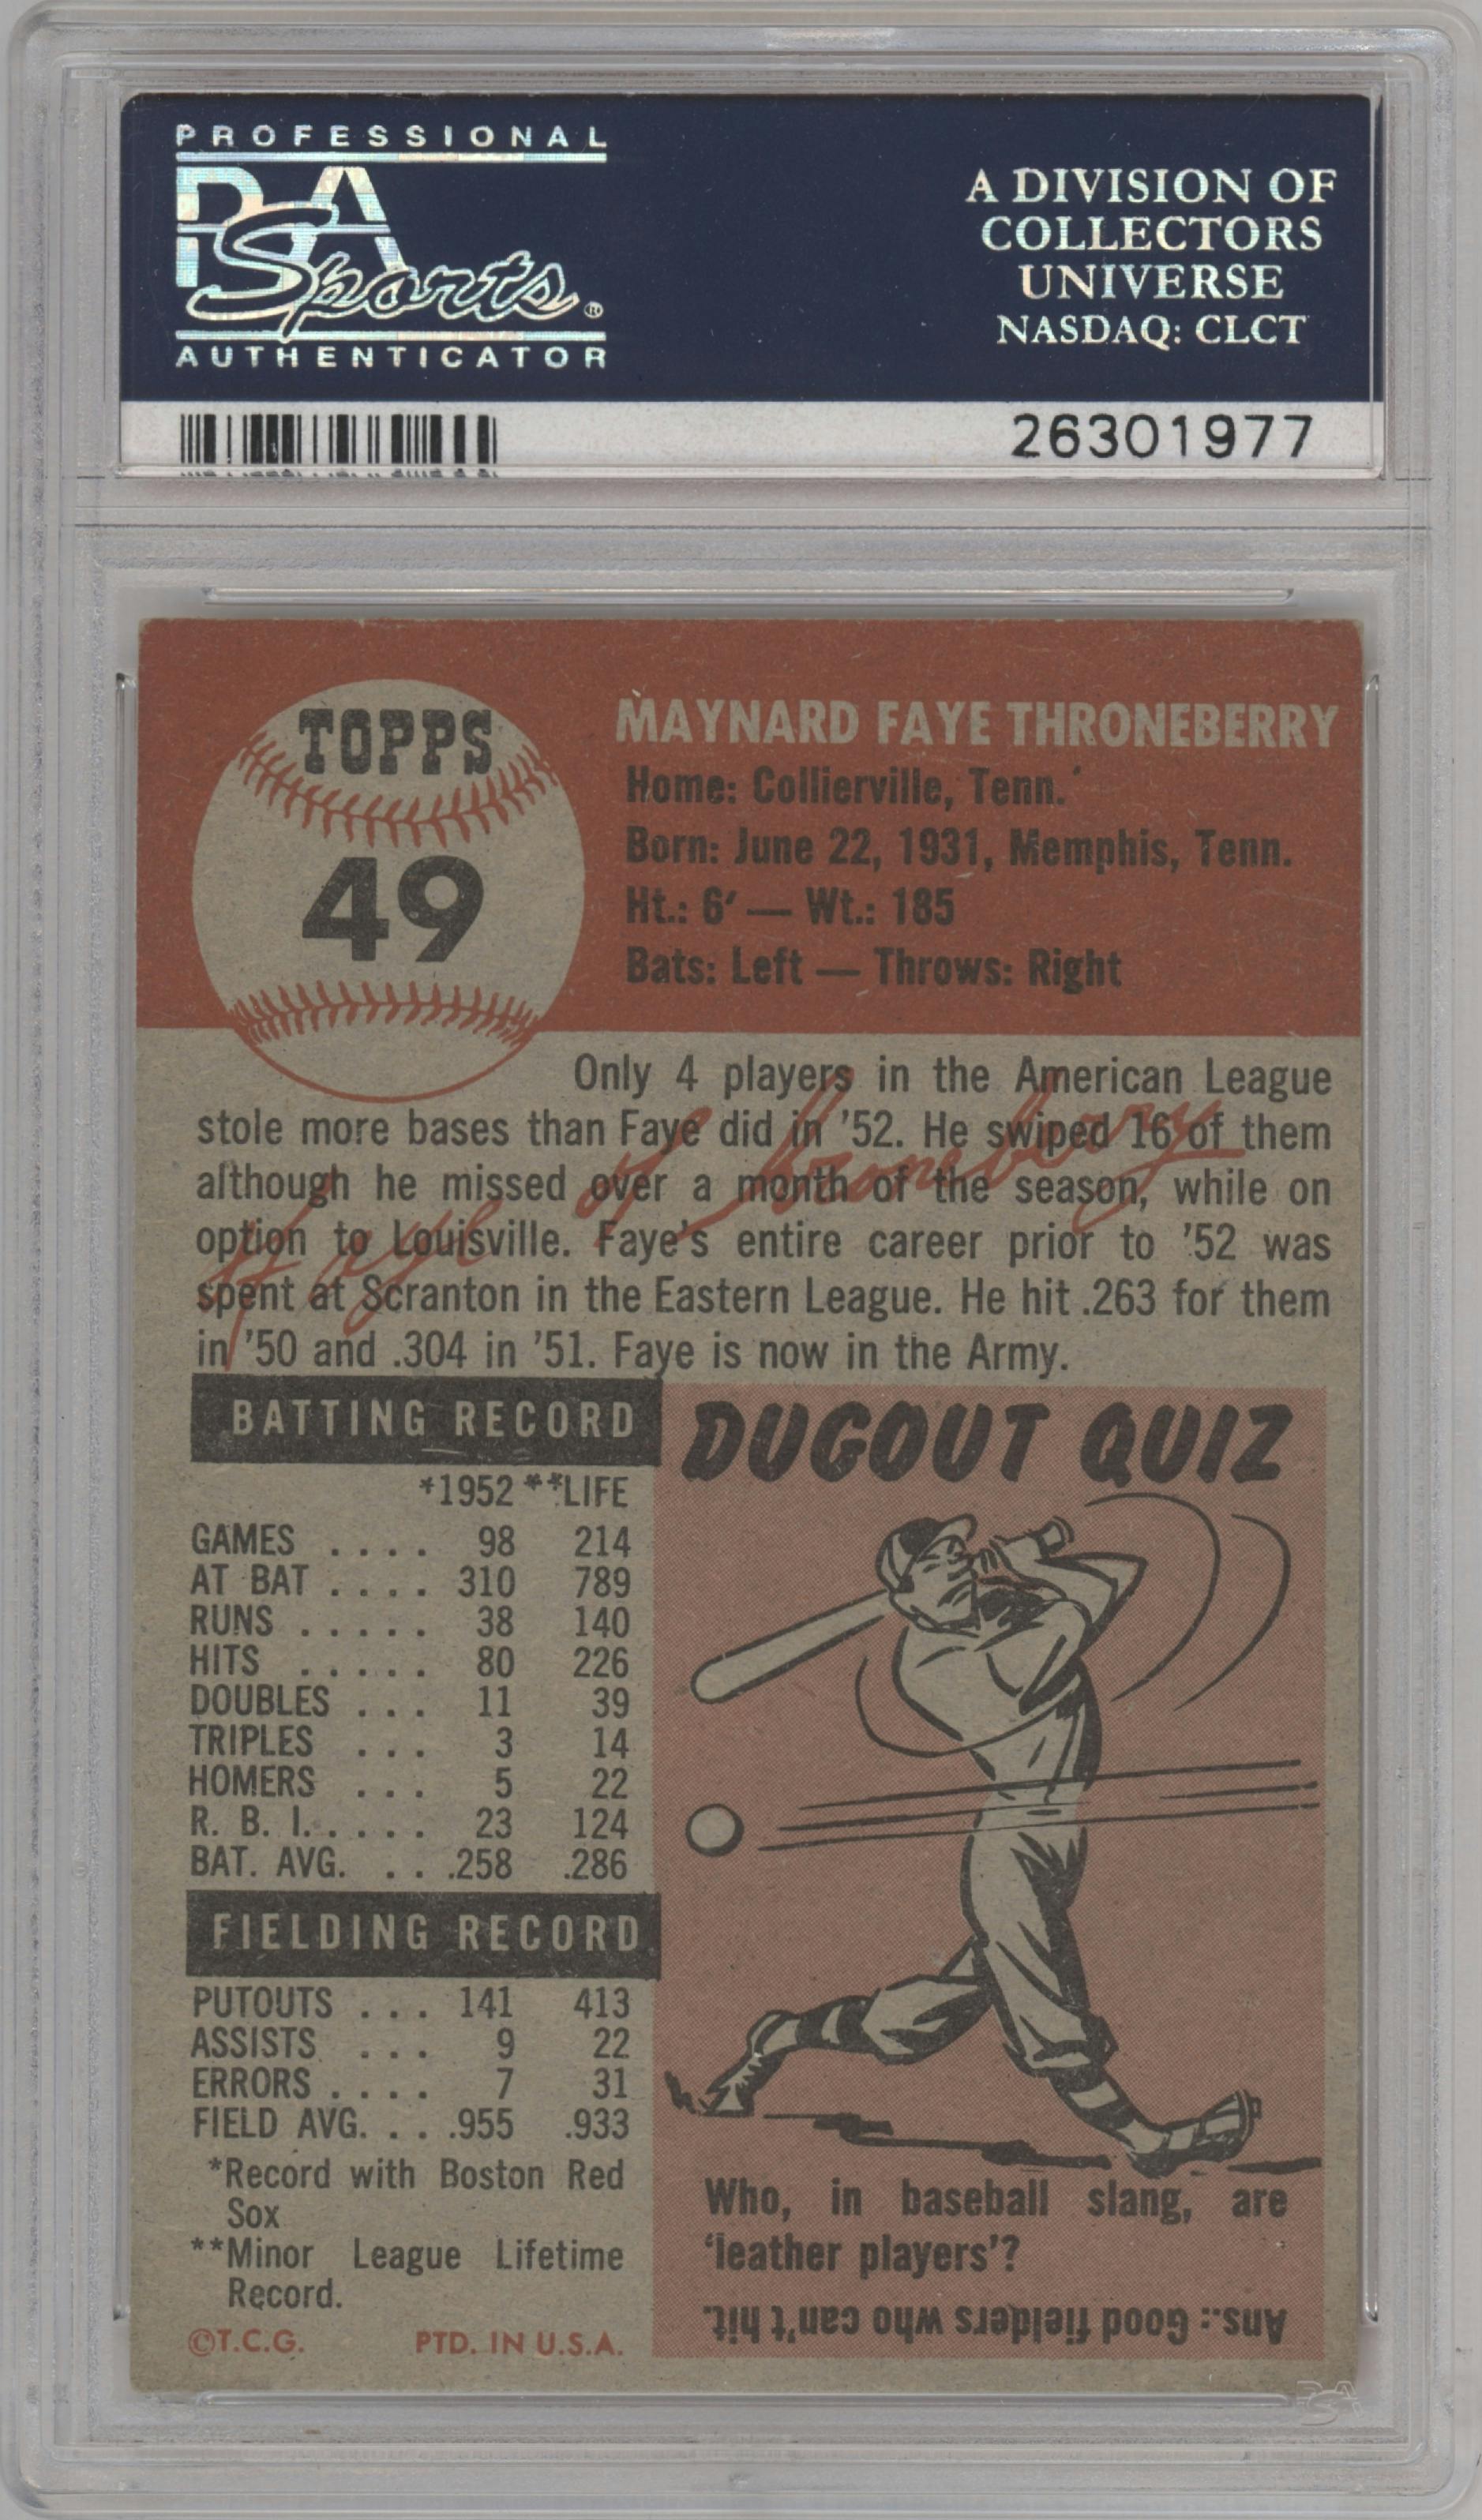 PROFESSIONAL
PSA
Sports®
AUTHENTICATOR
A DIVISION OF
COLLECTORS
UNIVERSE
NASDAQ: CLCT
26301977
TOPPS
49
MAYNARD FAYE THRONEBERRY
Home: Collierville, Tenn.
Born: June 22, 1931, Memphis, Tenn.
Ht.: 6′ — Wt.: 185
Bats: Left — Throws: Right
Only 4 players in the American League
stole more bases than Faye did in '52. He swiped 16 of them
although he missed over a month of the season, while on
option to Louisville. Faye's entire career prior to '52 was
spent at Scranton in the Eastern League. He hit .263 for them
in '50 and .304 in '51. Faye is now in the Army.
Faye Throneberry
BATTING RECORD
*1952 **LIFE
GAMES .... 98 214
AT BAT .... 310 789
RUNS ..... 38 140
HITS ..... 80 226
DOUBLES ... 11 39
TRIPLES ... 3 14
HOMERS ... 5 22
R. B. I. .... 23 124
BAT. AVG. .. .258 .286
FIELDING RECORD
PUTOUTS ... 141 413
ASSISTS ... 9 22
ERRORS .... 7 31
FIELD AVG. .. .955 .933
*Record with Boston Red
Sox
**Minor League Lifetime
Record.
©T.C.G. PTD. IN U.S.A.
DUGOUT QUIZ
Who, in baseball slang, are
'leather players'?
Ans.: Good fielders who can't hit.
PSA